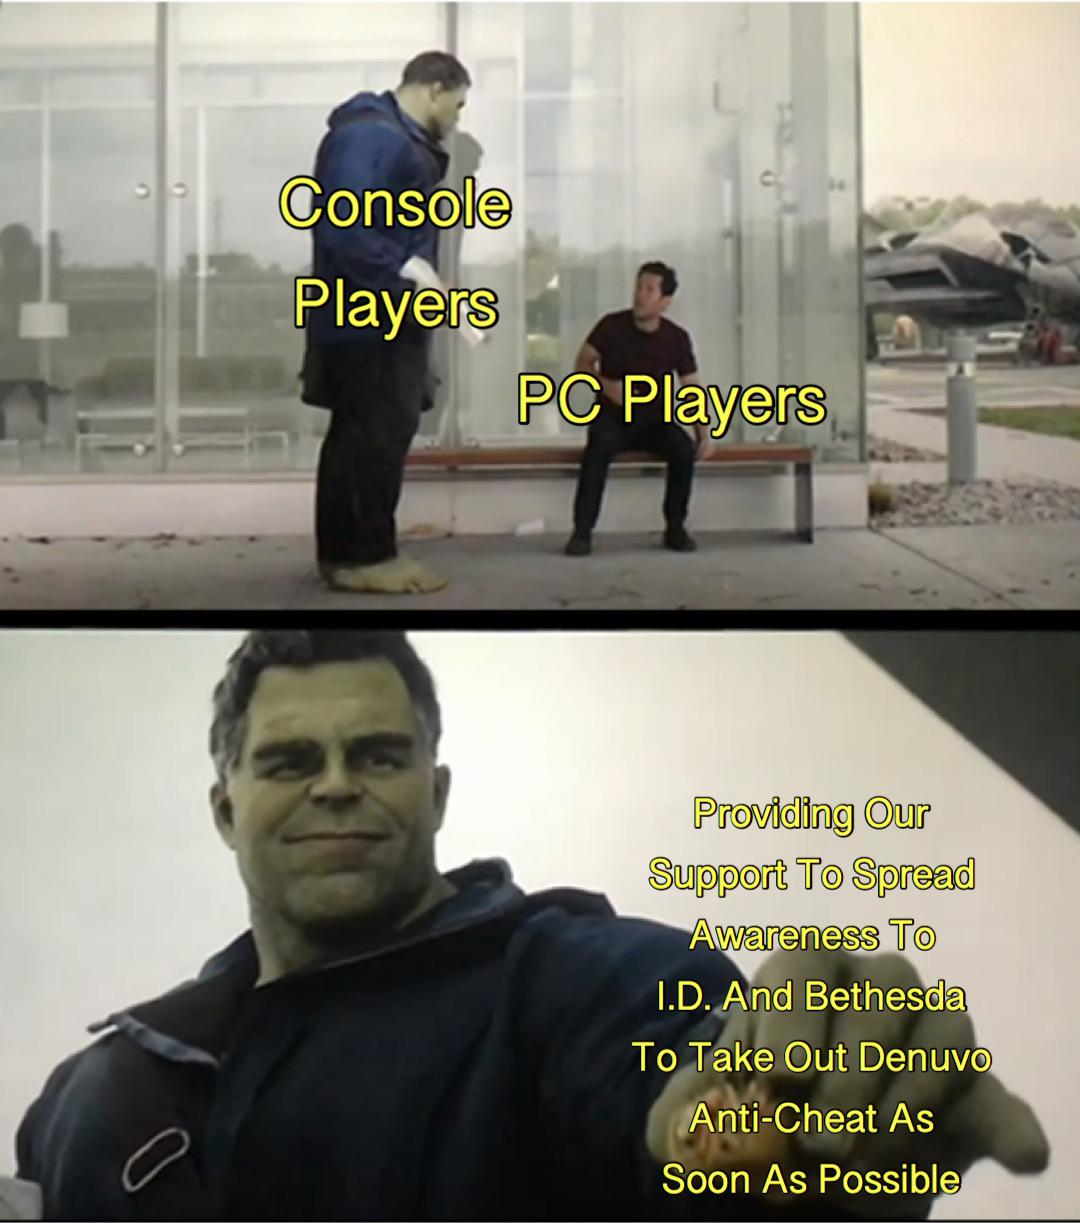 Console
Players
PC Players
Providing Our
Support To Spread
Awareness To
I.D. And Bethesda
To Take Out Denuvo
Anti-Cheat As
Soon As Possible